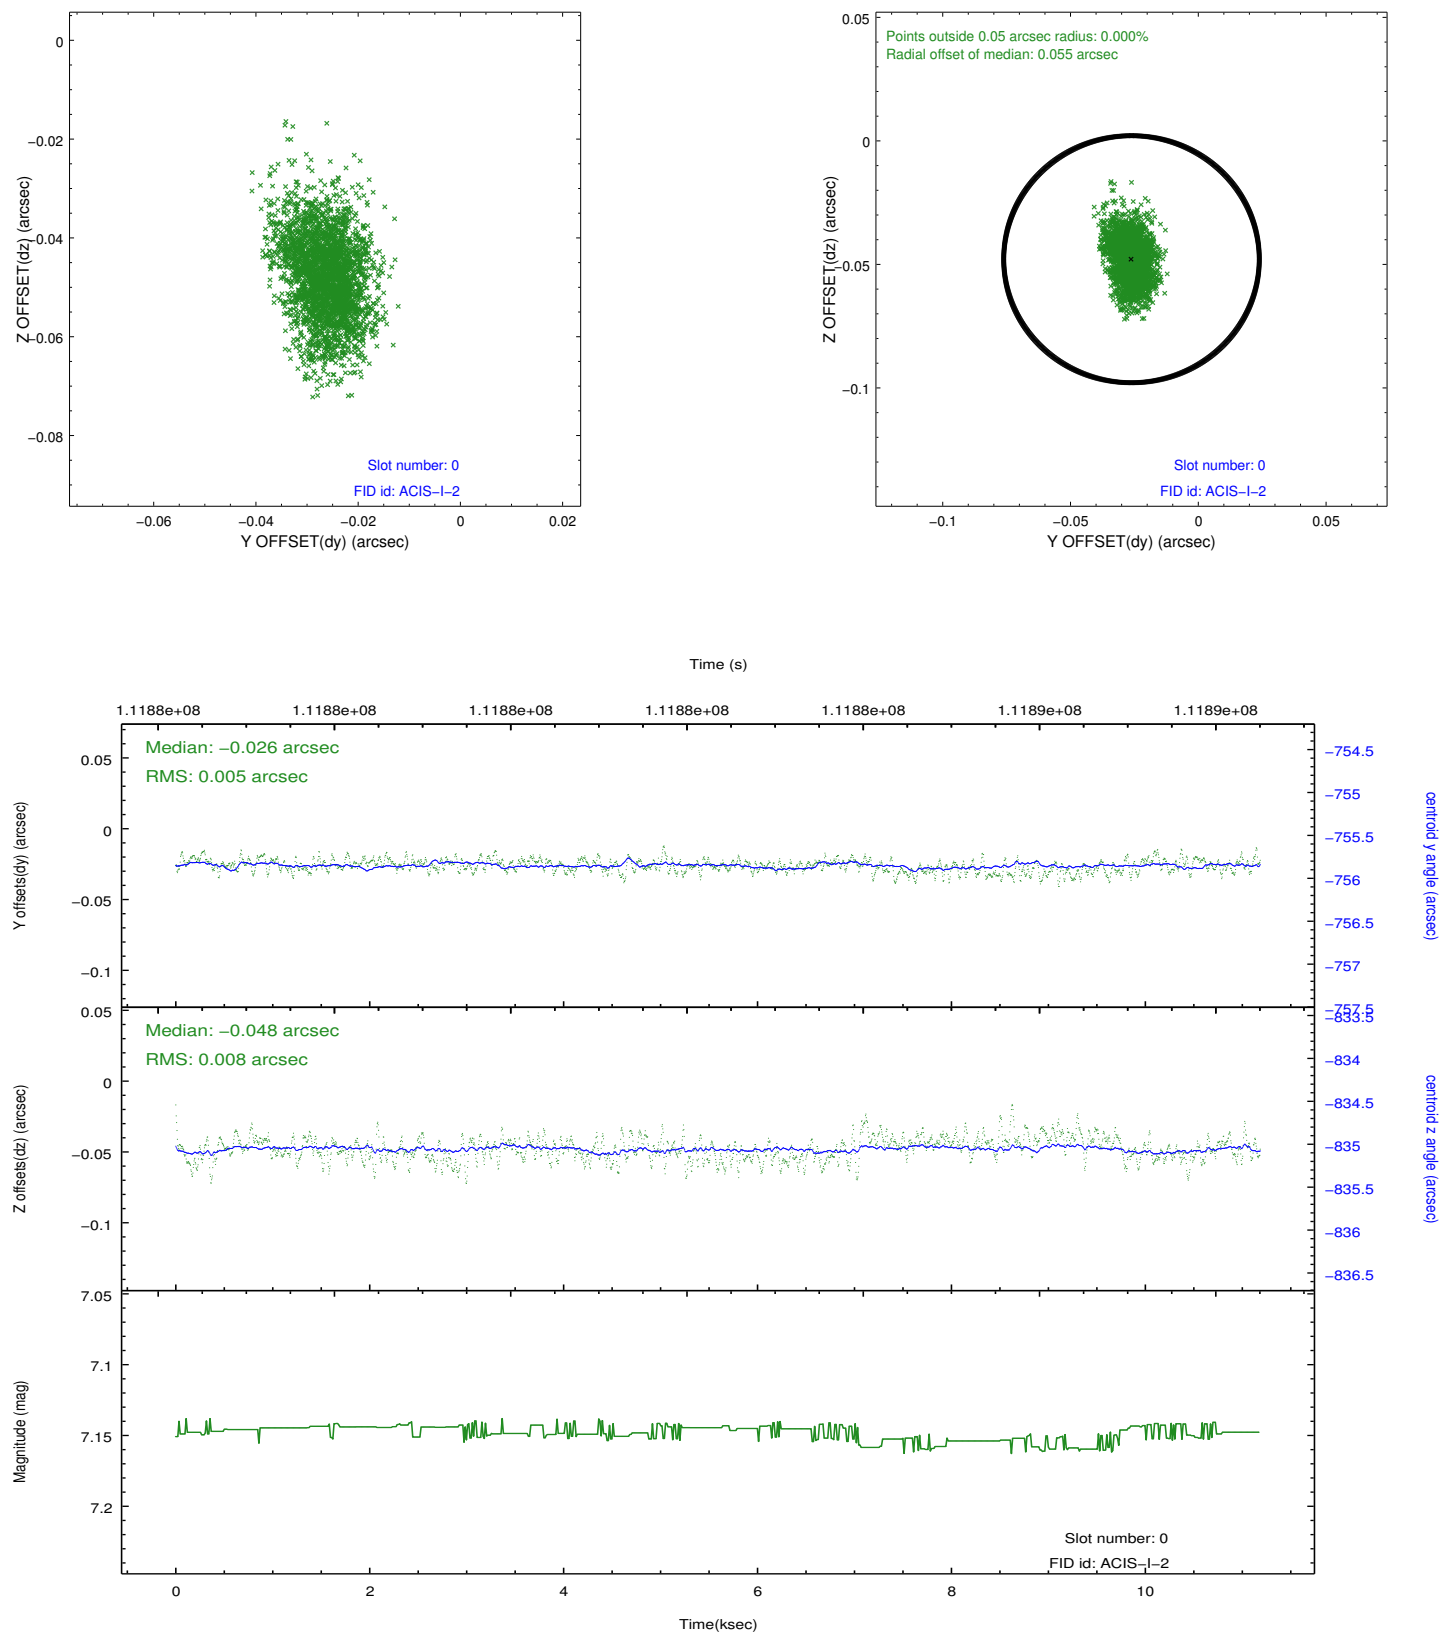 0
−0.02
−0.04
−0.06
−0.08
Z OFFSET(dz) (arcsec)
Slot number: 0
FID id: ACIS−I−2
−0.06 −0.04 −0.02 0 0.02
Y OFFSET(dy) (arcsec)
0.05
Points outside 0.05 arcsec radius: 0.000%
Radial offset of median: 0.055 arcsec
0
−0.05
−0.1
Z OFFSET(dz) (arcsec)
Slot number: 0
FID id: ACIS−I−2
−0.1 −0.05 0 0.05
Y OFFSET(dy) (arcsec)
Time (s)
1.1188e+08 1.1188e+08 1.1188e+08 1.1188e+08 1.1188e+08 1.1189e+08 1.1189e+08
Median: −0.026 arcsec
RMS: 0.005 arcsec
0.05
0
−0.05
−0.1
Y offsets(dy) (arcsec)
−754.5
−755
−755.5
−756
−756.5
−757
−757.5
centroid y angle (arcsec)
Median: −0.048 arcsec
RMS: 0.008 arcsec
0.05
0
−0.05
−0.1
Z offsets(dz) (arcsec)
−833.5
−834
−834.5
−835
−835.5
−836
−836.5
centroid z angle (arcsec)
7.05
7.1
7.15
7.2
Magnitude (mag)
Slot number: 0
FID id: ACIS−I−2
0 2 4 6 8 10
Time(ksec)